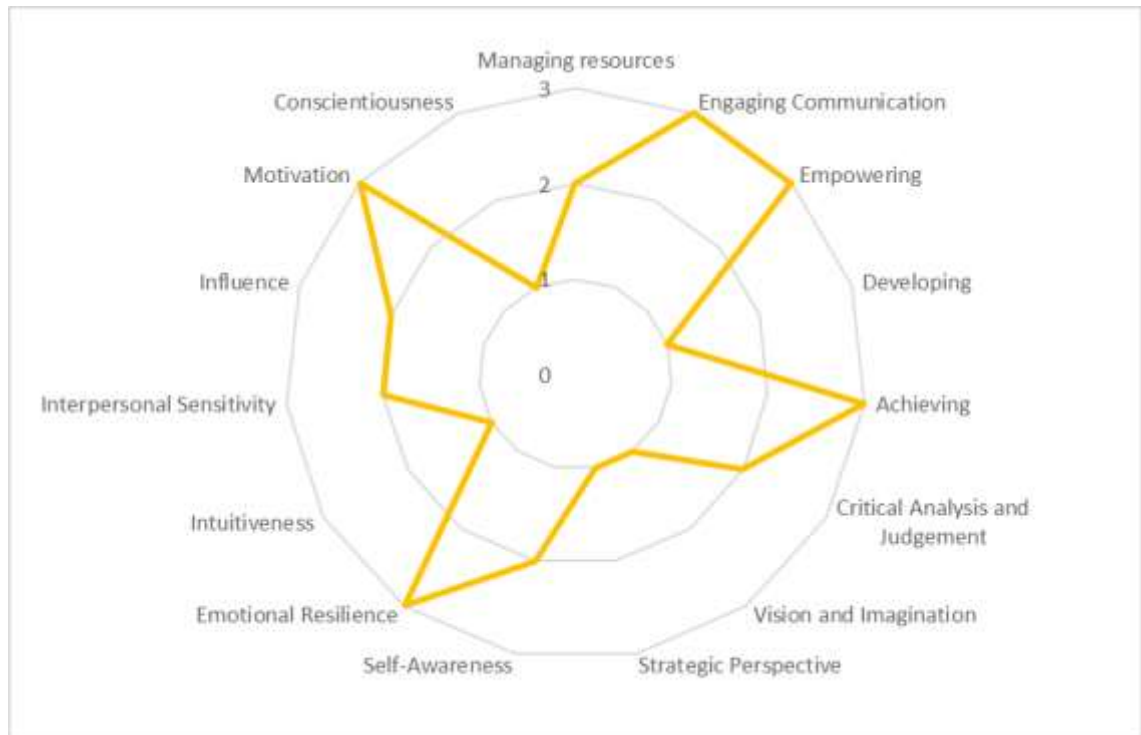 Managing resources
3
Conscientiousness
Engaging Communication
Motivation
Empowering
2
Influence
1
Developing
0
Interpersonal Sensitivity
Achieving
Critical Analysis and
Judgement
Intuitiveness
Emotional Resilience
Vision and Imagination
Self-Awareness
Strategic Perspective